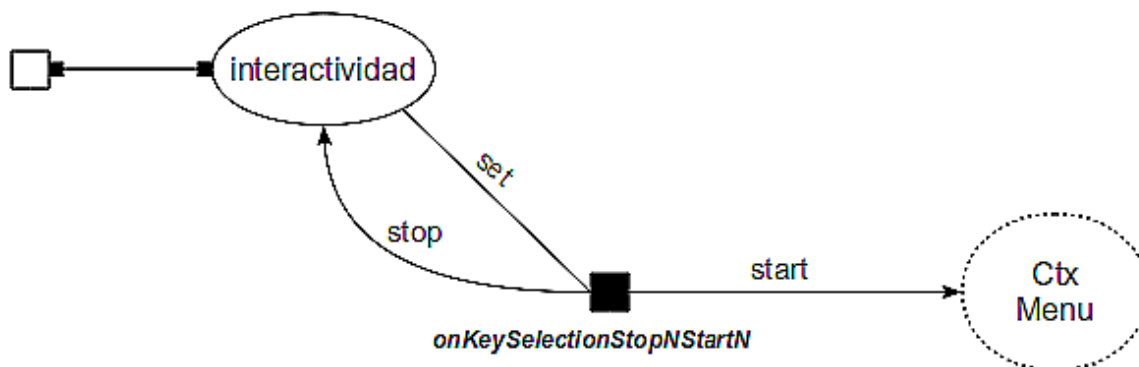 interactividad
set
stop
start
Ctx
Menu
onKeySelectionStopNStartN